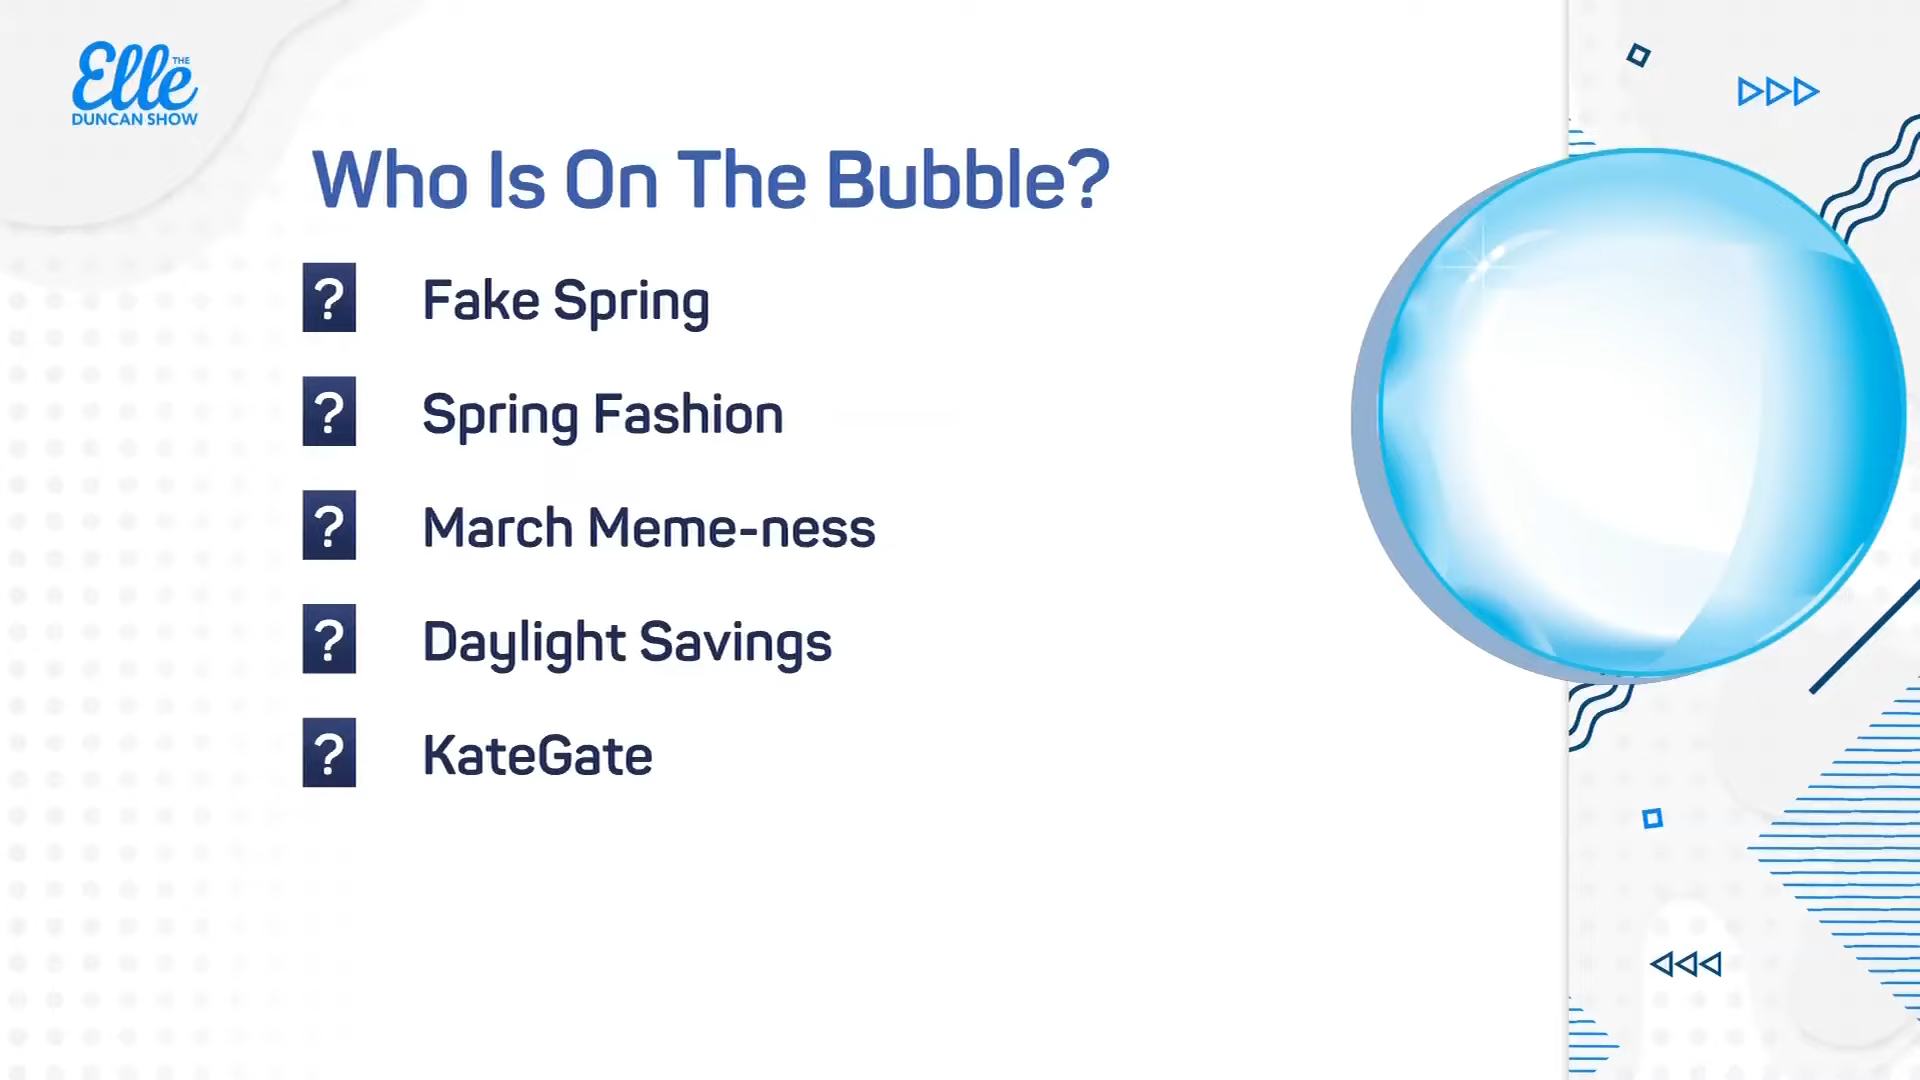 THE
Elle
DUNCAN SHOW
Who Is On The Bubble?
? Fake Spring
? Spring Fashion
? March Meme-ness
? Daylight Savings
? KateGate